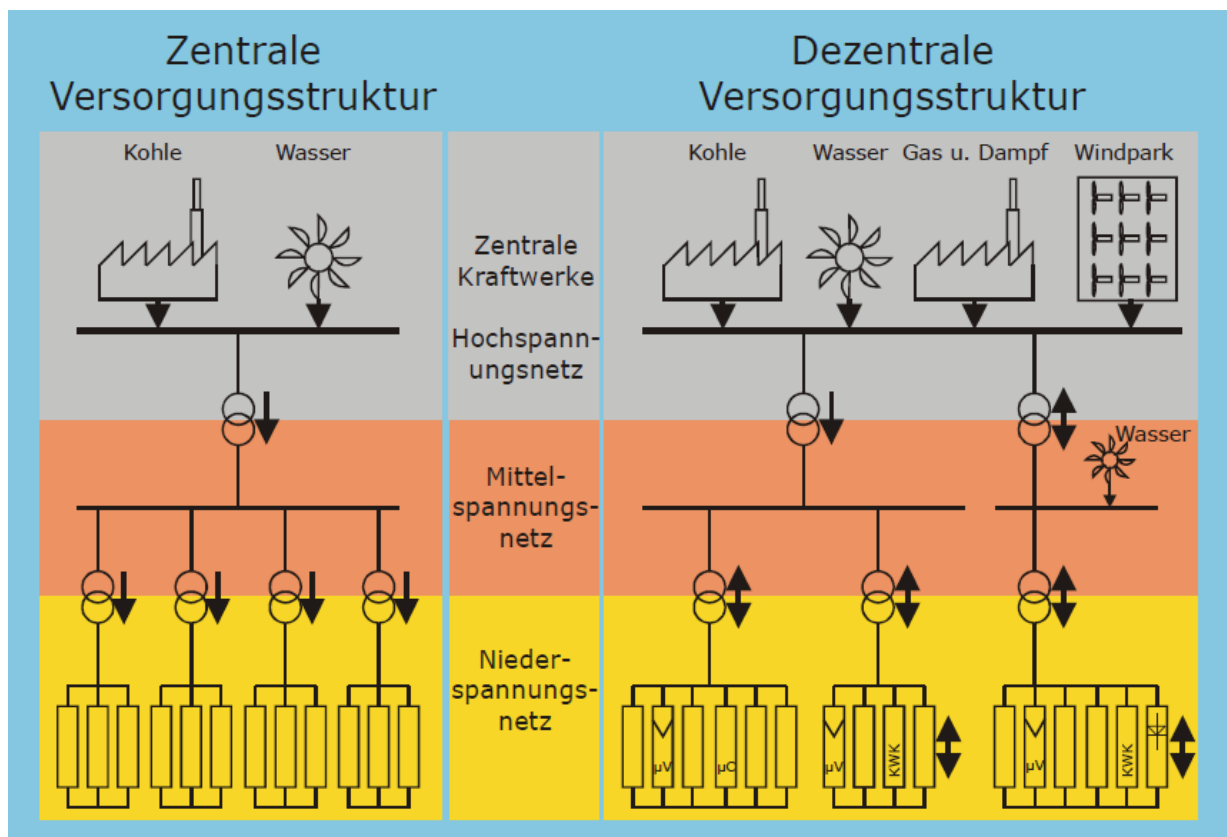 Zentrale
Versorgungsstruktur
Dezentrale
Versorgungsstruktur
Kohle
Wasser
Zentrale
Kraftwerke
Hochspann-
ungsnetz
Mittel-
spannungs-
netz
Nieder-
spannungs-
netz
Kohle
Wasser
Gas u. Dampf
Windpark
Wasser
µV
µC
µV
KWK
µV
KWK